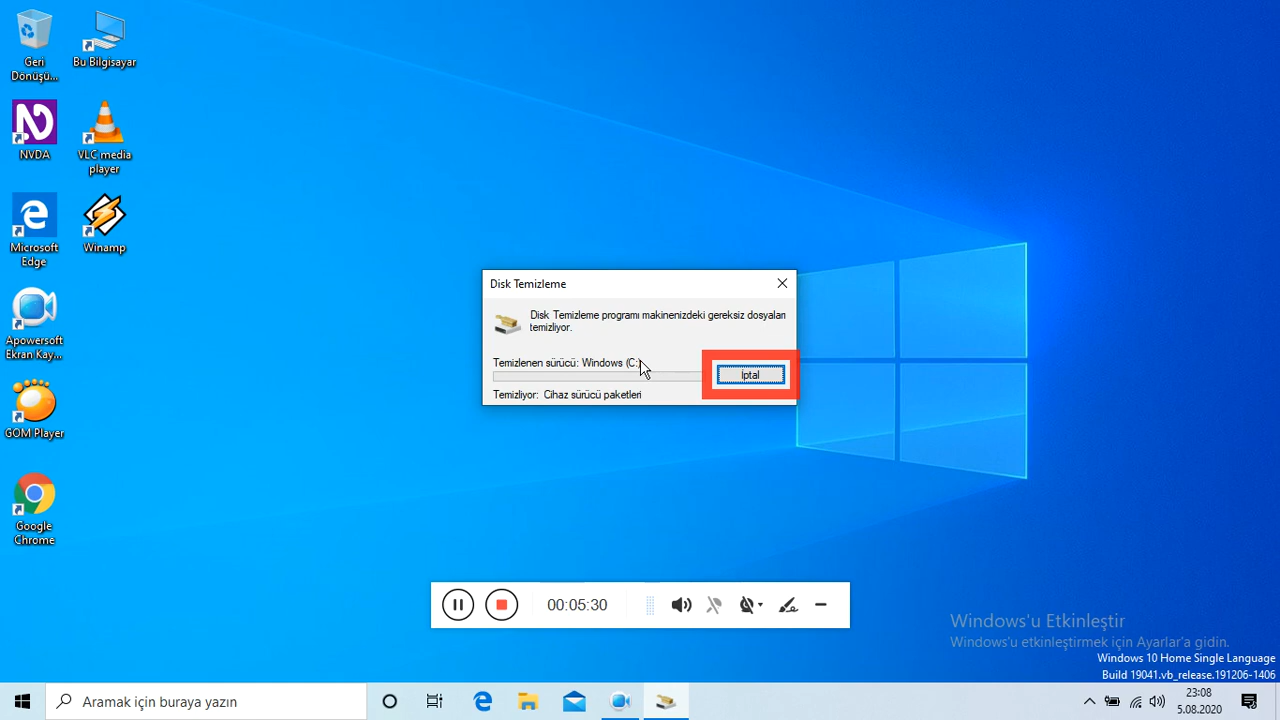 Geri
Dönüşü...
Bu Bilgisayar
NVDA
VLC media
player
Microsoft
Edge
Winamp
Apowersoft
Ekran Kay...
GOM Player
Google
Chrome
Disk Temizleme
Disk Temizleme programı makinenizdeki gereksiz dosyaları
temizliyor.
Temizlenen sürücü: Windows (C:)
İptal
Temizliyor: Cihaz sürücü paketleri
00:05:30
Windows'u Etkinleştir
Windows'u etkinleştirmek için Ayarlar'a gidin.
Windows 10 Home Single Language
Build 19041.vb_release.191206-1406
Aramak için buraya yazın
23:08
5.08.2020